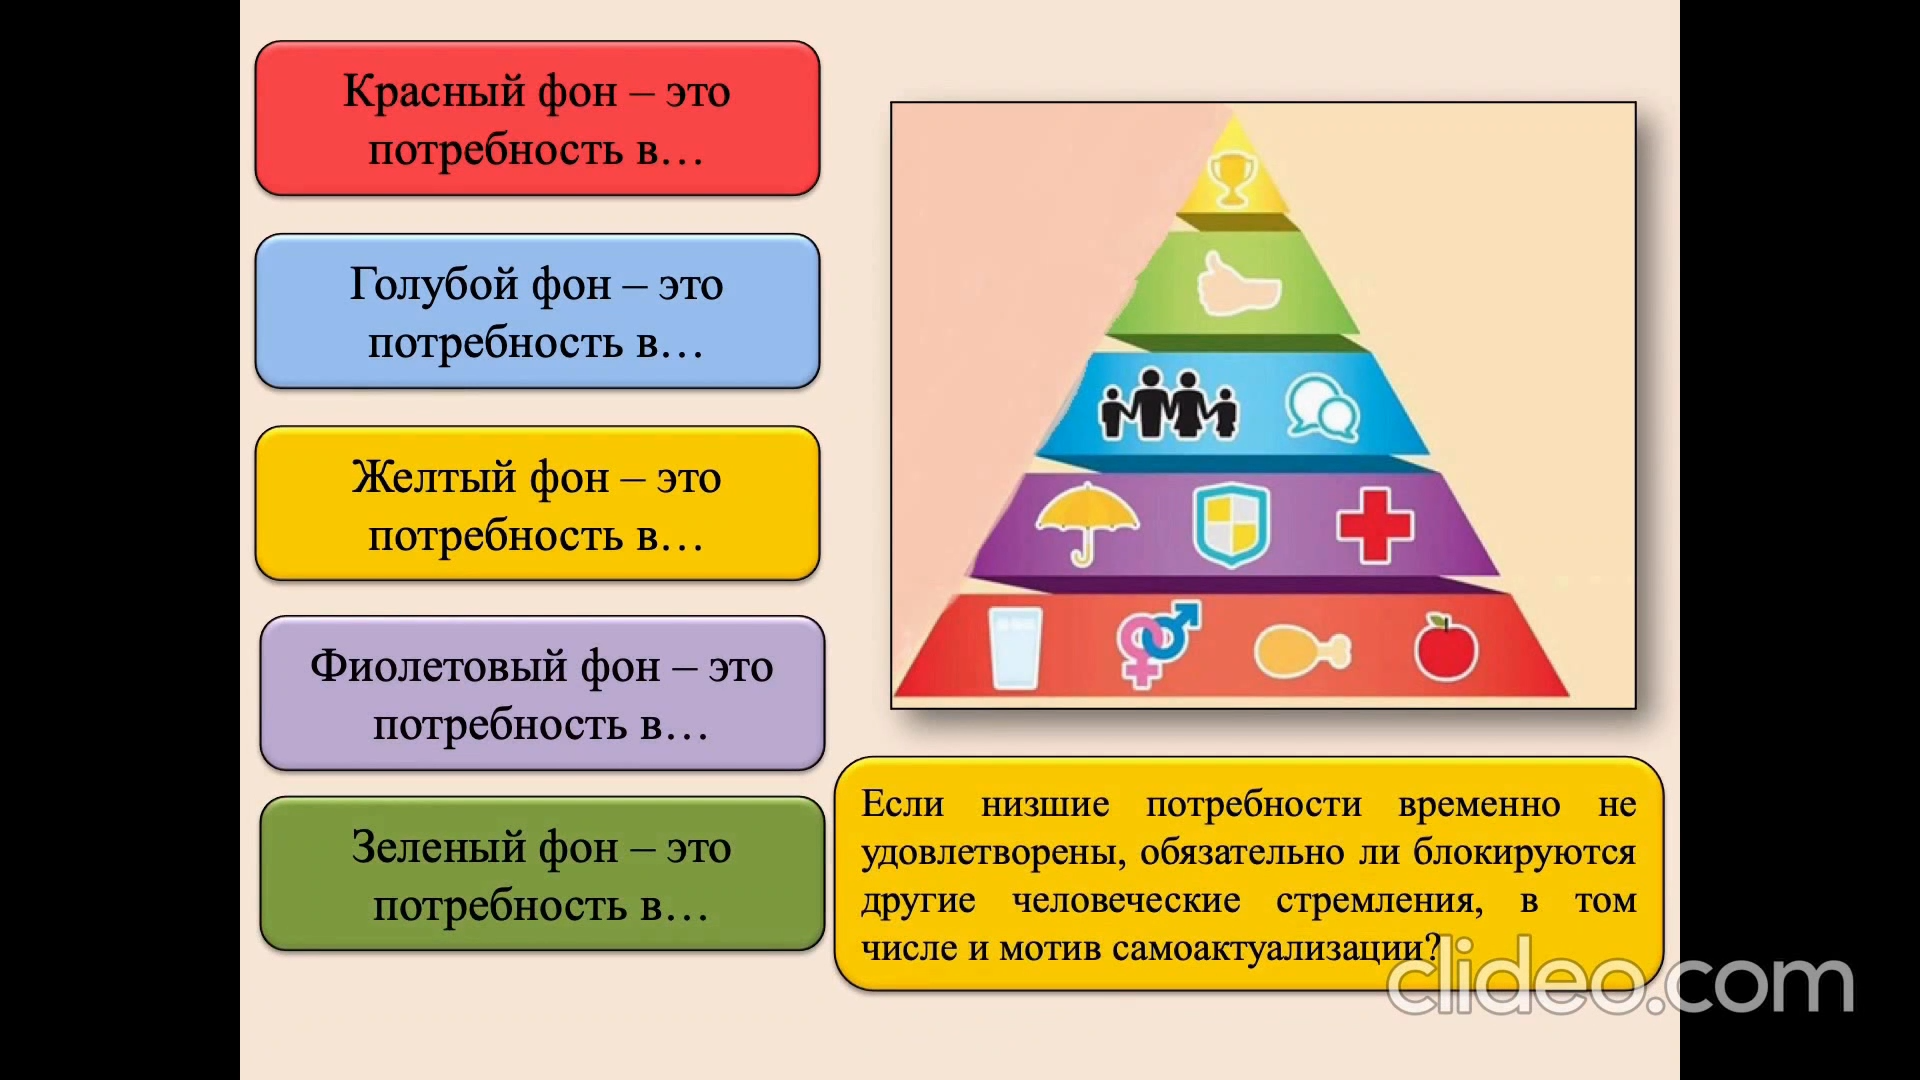 Красный фон – это
потребность в…
Голубой фон – это
потребность в…
Желтый фон – это
потребность в…
Фиолетовый фон – это
потребность в…
Зеленый фон – это
потребность в…
Если низшие потребности временно не
удовлетворены, обязательно ли блокируются
другие человеческие стремления, в том
числе и мотив самоактуализации?
clideo.com